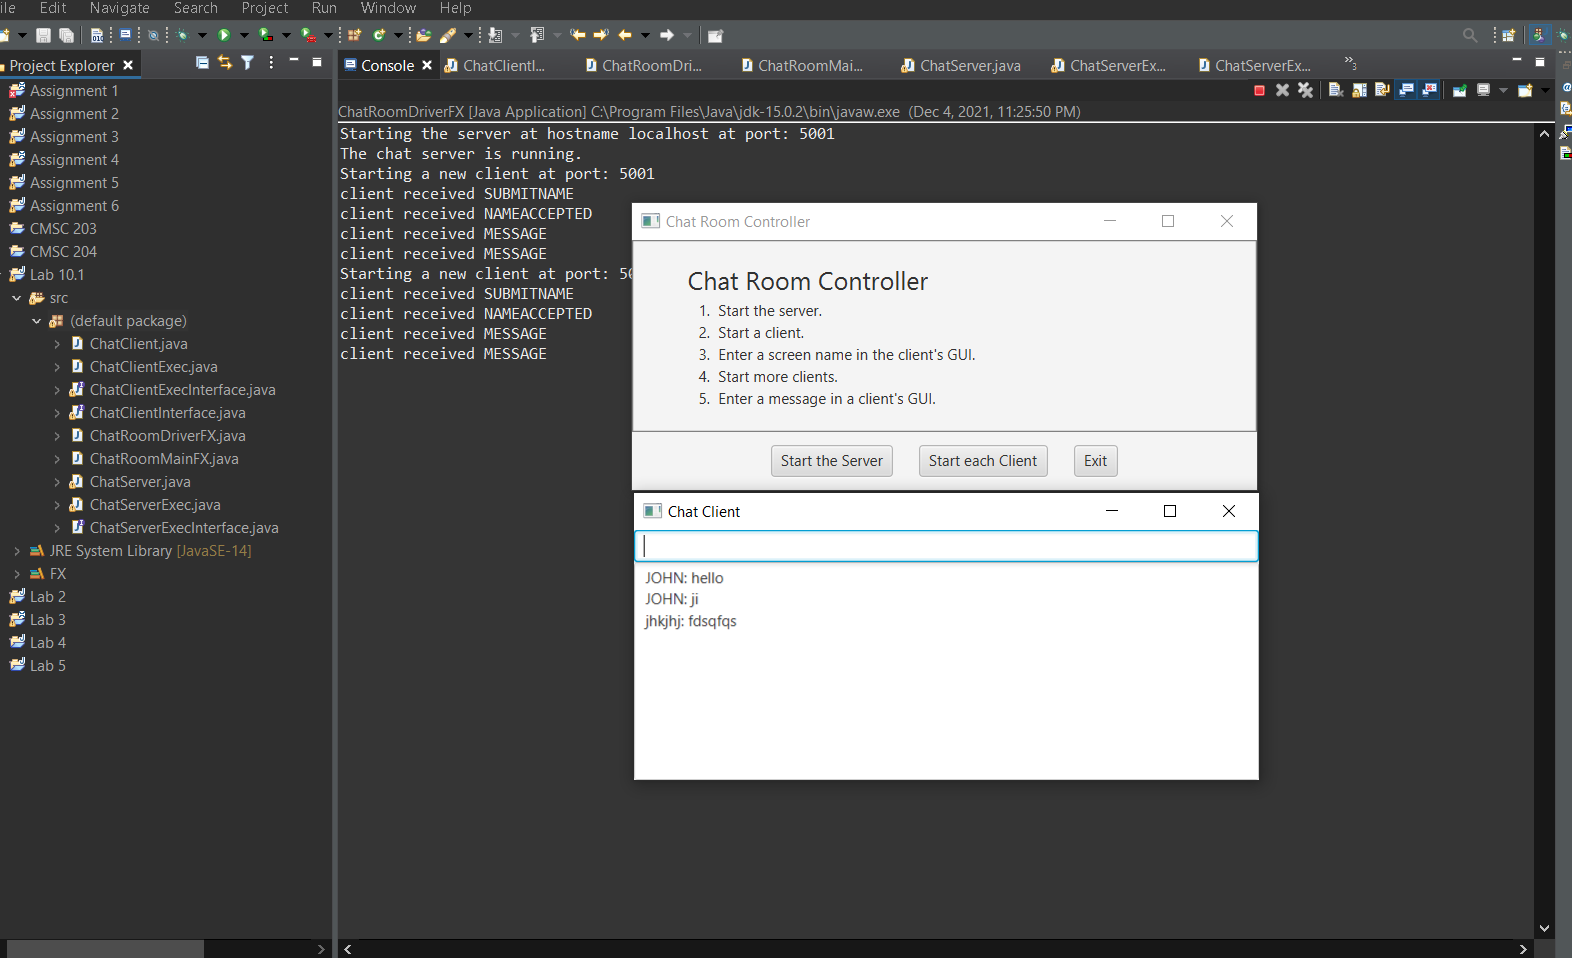 ile Edit Navigate Search Project Run Window Help
Project Explorer
Assignment 1
Assignment 2
Assignment 3
Assignment 4
Assignment 5
Assignment 6
CMSC 203
CMSC 204
Lab 10.1
src
(default package)
ChatClient.java
ChatClientExec.java
ChatClientExecInterface.java
ChatClientInterface.java
ChatRoomDriverFX.java
ChatRoomMainFX.java
ChatServer.java
ChatServerExec.java
ChatServerExecInterface.java
JRE System Library [JavaSE-14]
FX
Lab 2
Lab 3
Lab 4
Lab 5
Console ChatClientI... ChatRoomDri... ChatRoomMai... ChatServer.java ChatServerEx... ChatServerEx... »3
ChatRoomDriverFX [Java Application] C:\Program Files\Java\jdk-15.0.2\bin\javaw.exe (Dec 4, 2021, 11:25:50 PM)
Starting the server at hostname localhost at port: 5001
The chat server is running.
Starting a new client at port: 5001
client received SUBMITNAME
client received NAMEACCEPTED
client received MESSAGE
client received MESSAGE
Starting a new client at port: 50
client received SUBMITNAME
client received NAMEACCEPTED
client received MESSAGE
client received MESSAGE
Chat Room Controller
Chat Room Controller
1. Start the server.
2. Start a client.
3. Enter a screen name in the client's GUI.
4. Start more clients.
5. Enter a message in a client's GUI.
Start the Server Start each Client Exit
Chat Client
JOHN: hello
JOHN: ji
jhkjhj: fdsqfqs